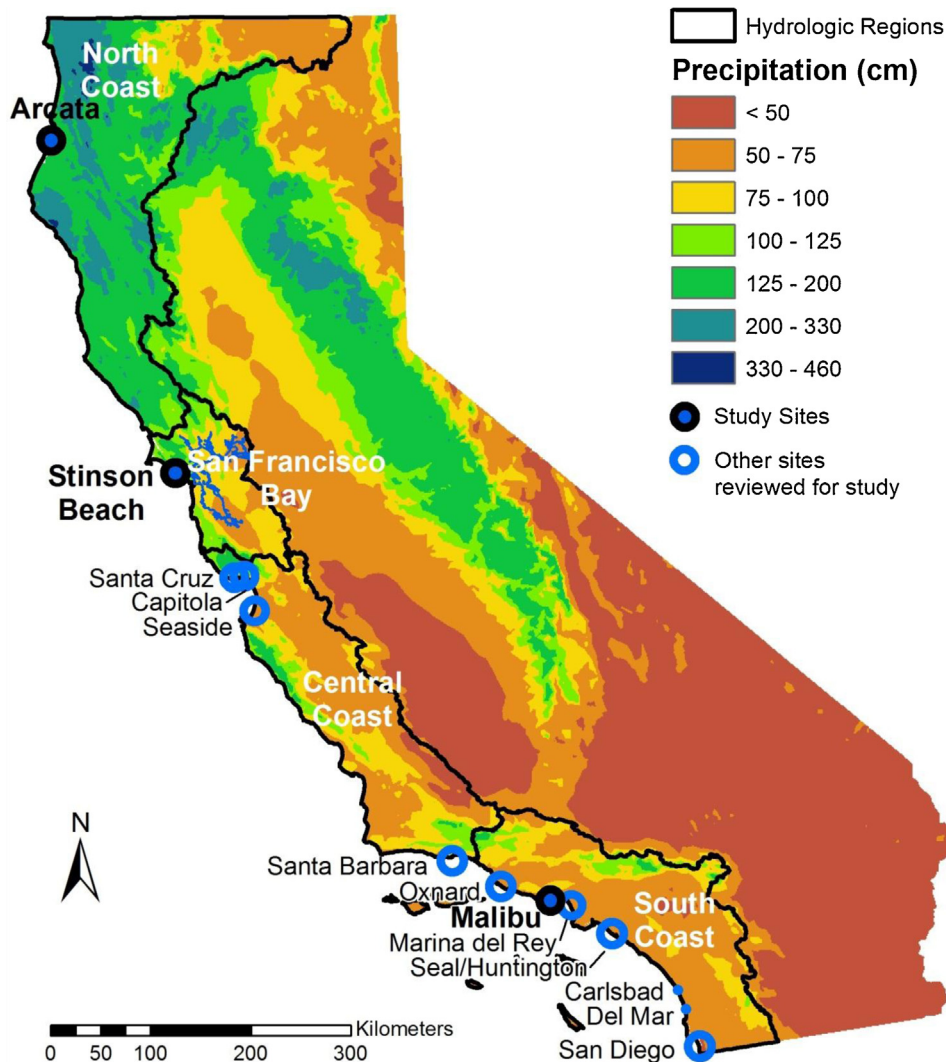 Hydrologic Regions
Precipitation (cm)
< 50
50 - 75
75 - 100
100 - 125
125 - 200
200 - 330
330 - 460
Study Sites
Other sites
reviewed for study
North
Coast
Arcata
San Francisco
Bay
Stinson
Beach
Santa Cruz
Capitola
Seaside
Central
Coast
N
Santa Barbara
Oxnard
Malibu
South
Coast
Marina del Rey
Seal/Huntington
Carlsbad
Del Mar
San Diego
Kilometers
0 50 100 200 300